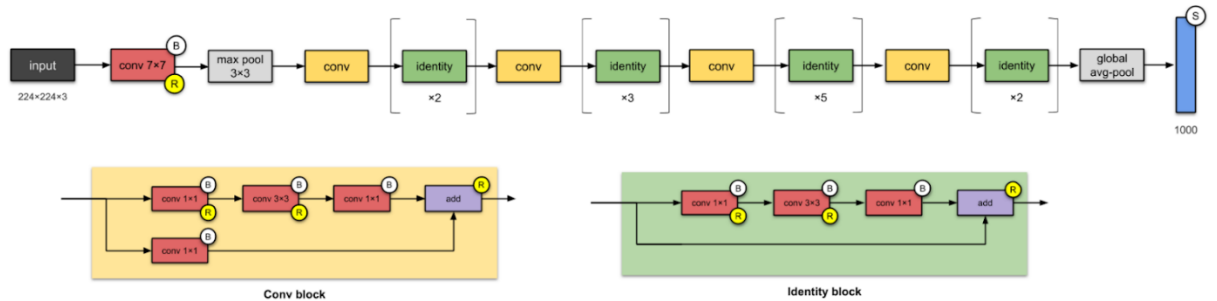 input
224×224×3
conv 7×7
B
R
max pool
3×3
conv
identity
×2
conv
identity
×3
conv
identity
×5
conv
identity
×2
global
avg-pool
S
1000
conv 1×1
B
R
conv 3×3
B
R
conv 1×1
B
add
R
conv 1×1
B
Conv block
conv 1×1
B
R
conv 3×3
B
R
conv 1×1
B
add
R
Identity block